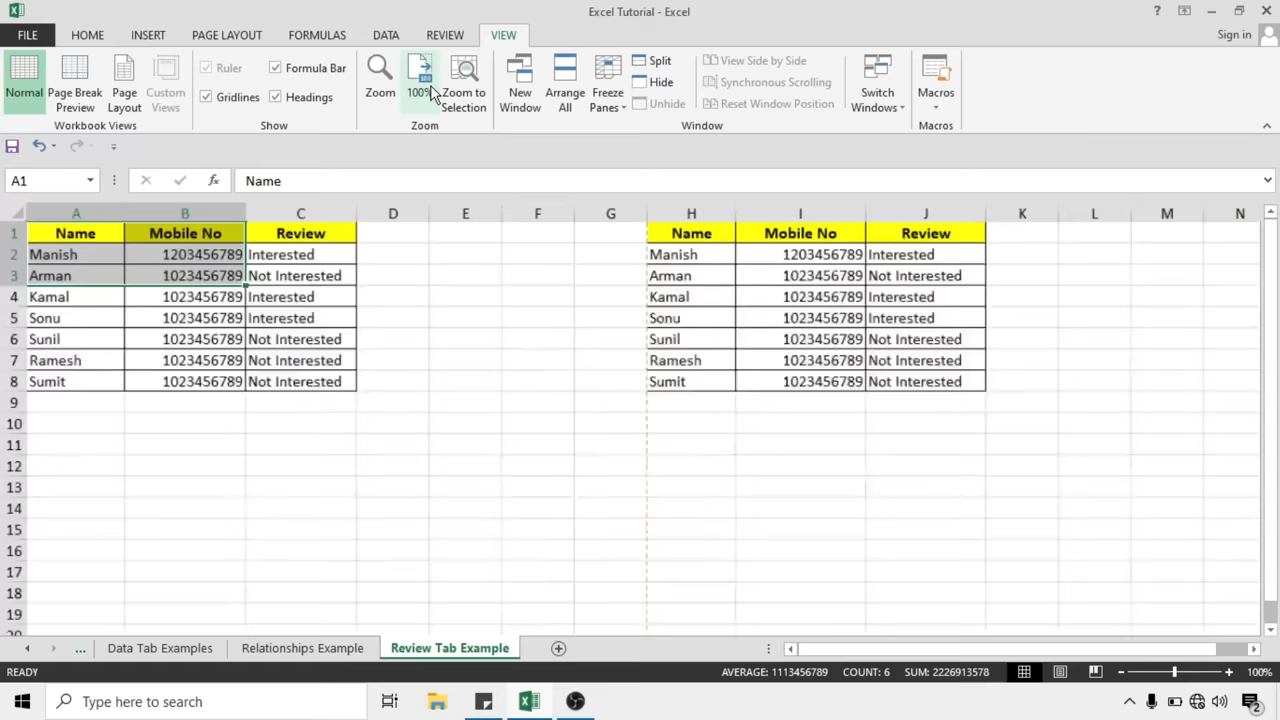 Excel Tutorial - Excel
?
FILE HOME INSERT PAGE LAYOUT FORMULAS DATA REVIEW VIEW Sign in
Normal
Page Break Preview
Page Layout
Custom Views
Workbook Views
Ruler
Formula Bar
Gridlines
Headings
Show
Zoom
100%
Zoom to Selection
Zoom
New Window
Arrange All
Freeze Panes
Split
Hide
Unhide
View Side by Side
Synchronous Scrolling
Reset Window Position
Window
Switch Windows
Macros
Macros
A1 fx Name
A B C D E F G H I J K L M N
1 Name Mobile No Review Name Mobile No Review
2 Manish 1203456789 Interested Manish 1203456789 Interested
3 Arman 1023456789 Not Interested Arman 1023456789 Not Interested
4 Kamal 1023456789 Interested Kamal 1023456789 Interested
5 Sonu 1023456789 Interested Sonu 1023456789 Interested
6 Sunil 1023456789 Not Interested Sunil 1023456789 Not Interested
7 Ramesh 1023456789 Not Interested Ramesh 1023456789 Not Interested
8 Sumit 1023456789 Not Interested Sumit 1023456789 Not Interested
9
10
11
12
13
14
15
16
17
18
19
20
... Data Tab Examples Relationships Example Review Tab Example
READY AVERAGE: 1113456789 COUNT: 6 SUM: 2226913578 100%
Type here to search 2